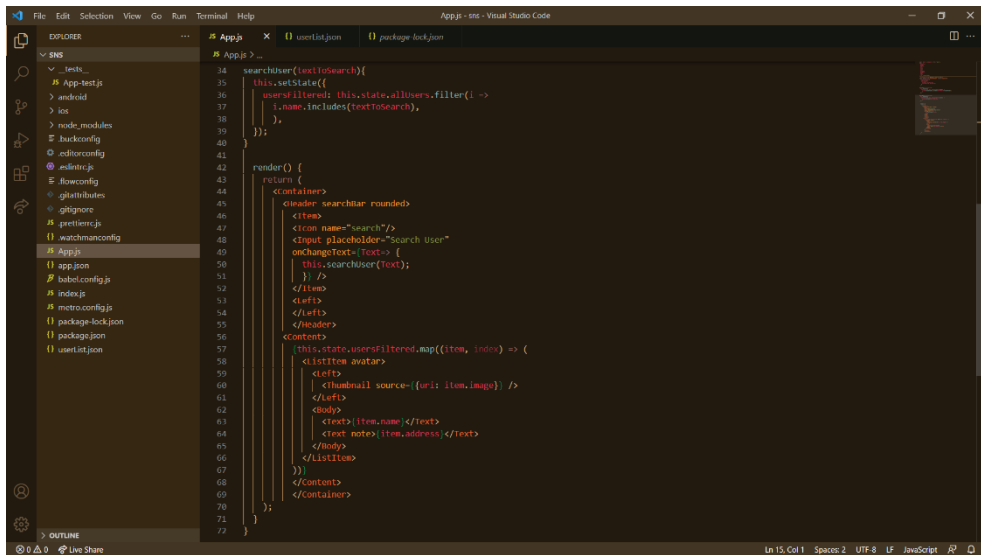 File Edit Selection View Go Run Terminal Help
App.js - sns - Visual Studio Code
EXPLORER
SNS
__tests__
JS App-test.js
> android
> ios
> node_modules
.buckconfig
.editorconfig
.eslintrc.js
.flowconfig
.gitattributes
.gitignore
JS .prettierrc.js
{} .watchmanconfig
JS App.js
{} app.json
babel.config.js
JS index.js
JS metro.config.js
{} package-lock.json
{} package.json
{} userList.json
> OUTLINE
JS App.js × {} userList.json {} package-lock.json
JS App.js > ...
34 searchUser(textToSearch){
35 this.setState({
36 usersFiltered: this.state.allUsers.filter(i =>
37 i.name.includes(textToSearch),
38 ),
39 });
40 }
41
42 render() {
43 return (
44 <Container>
45 <Header searchBar rounded>
46 <Item>
47 <Icon name="search"/>
48 <Input placeholder="Search User"
49 onChangeText={Text=> {
50 this.searchUser(Text);
51 }} />
52 </Item>
53 <Left>
54 </Left>
55 </Header>
56 <Content>
57 {this.state.usersFiltered.map((item, index) => (
58 <ListItem avatar>
59 <Left>
60 <Thumbnail source={{uri: item.image}} />
61 </Left>
62 <Body>
63 <Text>{item.name}</Text>
64 <Text note>{item.address}</Text>
65 </Body>
66 </ListItem>
67 ))}
68 </Content>
69 </Container>
70 );
71 }
72 }
0 0 Live Share
Ln 15, Col 1 Spaces: 2 UTF-8 LF JavaScript